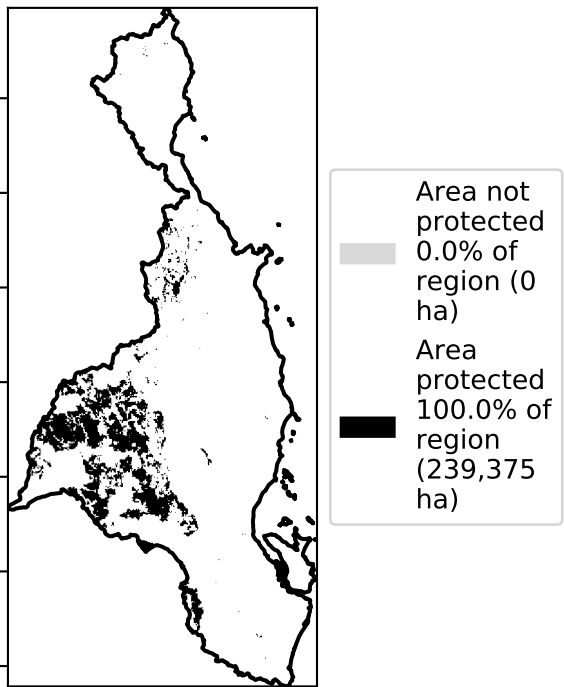 Area not
protected
0.0% of
region (0
ha)
Area
protected
100.0% of
region
(239,375
ha)